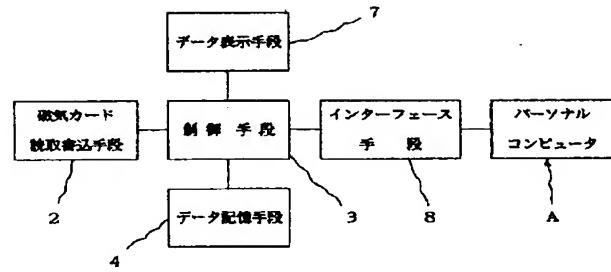 7
データ表示手段
磁気カード
読取書込手段
制御 手段
インターフェース
手 段
パーソナル
コンピュータ
2
3
8
A
データ記憶手段
4